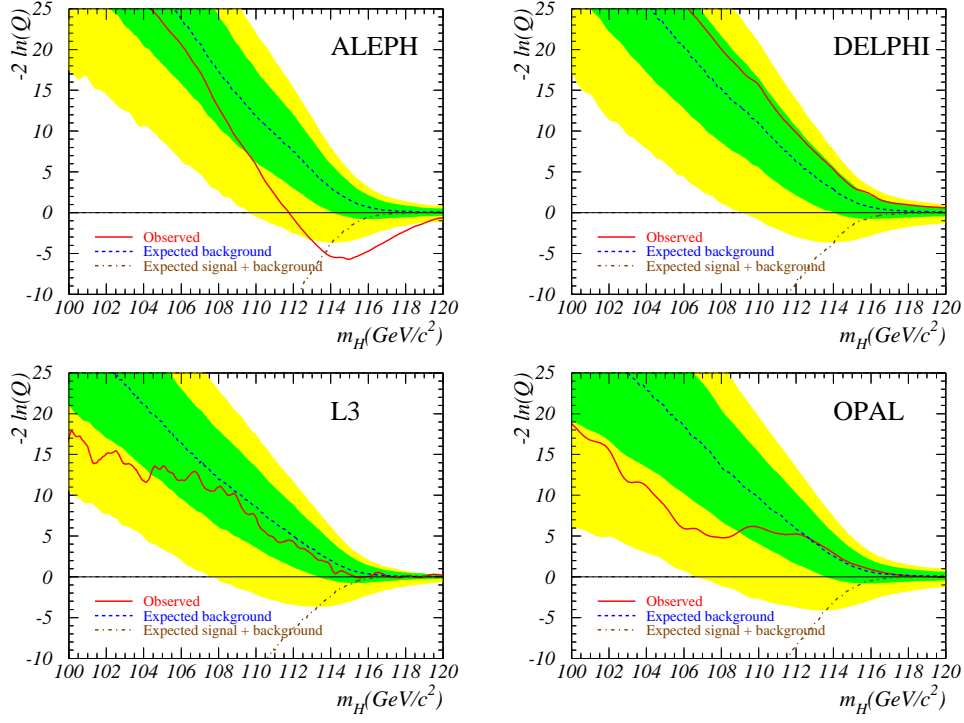 -2 ln(Q)
25
20
15
10
5
0
-5
-10
ALEPH
Observed
Expected background
Expected signal + background
100 102 104 106 108 110 112 114 116 118 120
m_H(GeV/c²)
-2 ln(Q)
25
20
15
10
5
0
-5
-10
DELPHI
Observed
Expected background
Expected signal + background
100 102 104 106 108 110 112 114 116 118 120
m_H(GeV/c²)
-2 ln(Q)
25
20
15
10
5
0
-5
-10
L3
Observed
Expected background
Expected signal + background
100 102 104 106 108 110 112 114 116 118 120
m_H(GeV/c²)
-2 ln(Q)
25
20
15
10
5
0
-5
-10
OPAL
Observed
Expected background
Expected signal + background
100 102 104 106 108 110 112 114 116 118 120
m_H(GeV/c²)